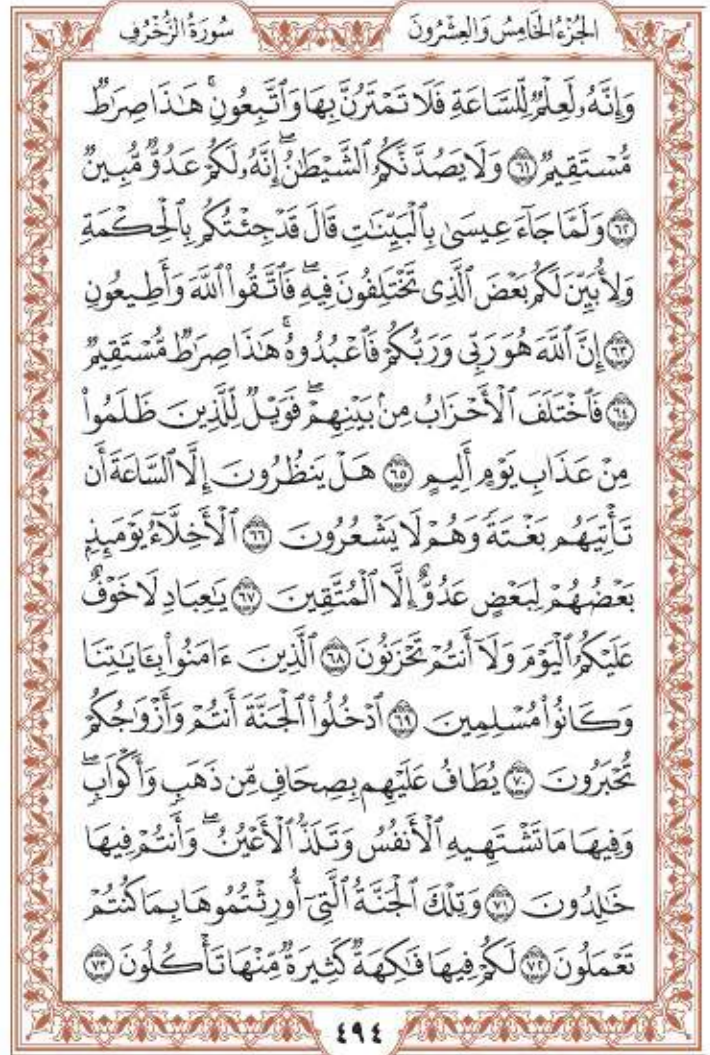 الجُزْءُ الخَامِسُ وَالعِشْرُونَ سُورَةُ الزُّخْرُفِ
وَإِنَّهُۥ لَعِلْمٌۭ لِّلسَّاعَةِ فَلَا تَمْتَرُنَّ بِهَا وَٱتَّبِعُونِ ۚ هَـٰذَا صِرَٰطٌۭ
مُّسْتَقِيمٌۭ ٦١ وَلَا يَصُدَّنَّكُمُ ٱلشَّيْطَـٰنُ ۖ إِنَّهُۥ لَكُمْ عَدُوٌّۭ مُّبِينٌۭ
٦٢ وَلَمَّا جَآءَ عِيسَىٰ بِٱلْبَيِّنَـٰتِ قَالَ قَدْ جِئْتُكُم بِٱلْحِكْمَةِ
وَلِأُبَيِّنَ لَكُم بَعْضَ ٱلَّذِى تَخْتَلِفُونَ فِيهِ ۖ فَٱتَّقُوا۟ ٱللَّهَ وَأَطِيعُونِ
٦٣ إِنَّ ٱللَّهَ هُوَ رَبِّى وَرَبُّكُمْ فَٱعْبُدُوهُ ۚ هَـٰذَا صِرَٰطٌۭ مُّسْتَقِيمٌۭ
٦٤ فَٱخْتَلَفَ ٱلْأَحْزَابُ مِنۢ بَيْنِهِمْ ۖ فَوَيْلٌۭ لِّلَّذِينَ ظَلَمُوا۟
مِنْ عَذَابِ يَوْمٍ أَلِيمٍ ٦٥ هَلْ يَنظُرُونَ إِلَّا ٱلسَّاعَةَ أَن
تَأْتِيَهُم بَغْتَةًۭ وَهُمْ لَا يَشْعُرُونَ ٦٦ ٱلْأَخِلَّآءُ يَوْمَئِذٍۭ
بَعْضُهُمْ لِبَعْضٍ عَدُوٌّ إِلَّا ٱلْمُتَّقِينَ ٦٧ يَـٰعِبَادِ لَا خَوْفٌ
عَلَيْكُمُ ٱلْيَوْمَ وَلَآ أَنتُمْ تَحْزَنُونَ ٦٨ ٱلَّذِينَ ءَامَنُوا۟ بِـَٔايَـٰتِنَا
وَكَانُوا۟ مُسْلِمِينَ ٦٩ ٱدْخُلُوا۟ ٱلْجَنَّةَ أَنتُمْ وَأَزْوَٰجُكُمْ
تُحْبَرُونَ ٧٠ يُطَافُ عَلَيْهِم بِصِحَافٍۢ مِّن ذَهَبٍۢ وَأَكْوَابٍۢ ۖ
وَفِيهَا مَا تَشْتَهِيهِ ٱلْأَنفُسُ وَتَلَذُّ ٱلْأَعْيُنُ ۖ وَأَنتُمْ فِيهَا
خَـٰلِدُونَ ٧١ وَتِلْكَ ٱلْجَنَّةُ ٱلَّتِىٓ أُورِثْتُمُوهَا بِمَا كُنتُمْ
تَعْمَلُونَ ٧٢ لَكُمْ فِيهَا فَـٰكِهَةٌۭ كَثِيرَةٌۭ مِّنْهَا تَأْكُلُونَ ٧٣
٤٩٤